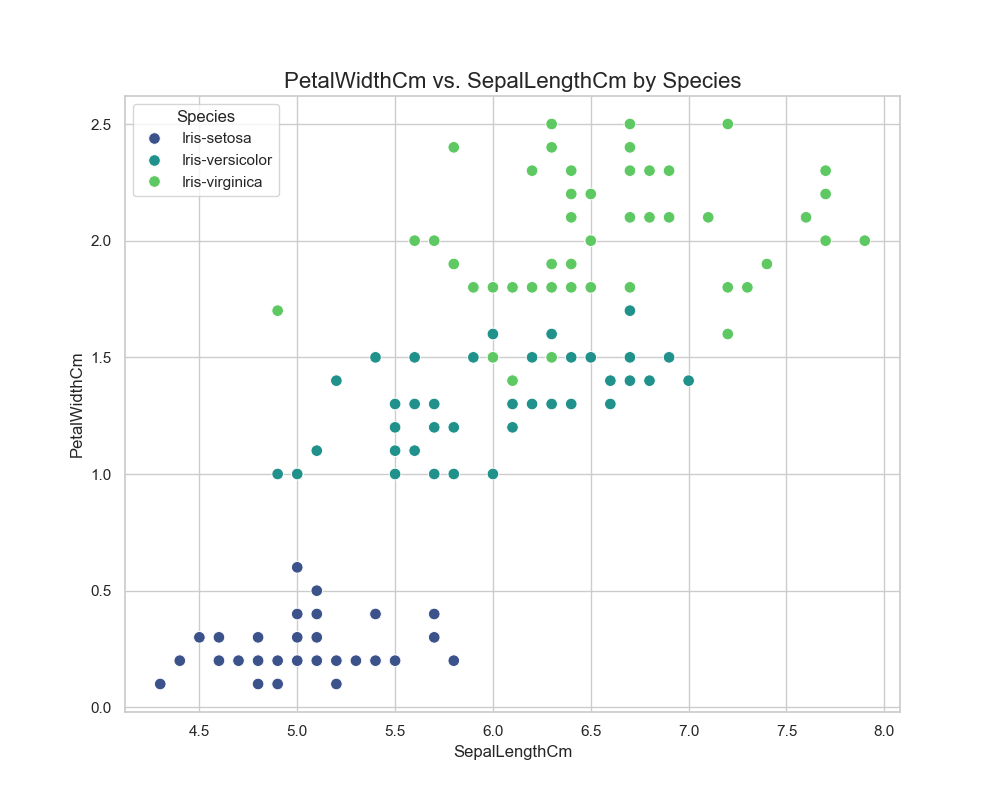 PetalWidthCm vs. SepalLengthCm by Species
Species
Iris-setosa
Iris-versicolor
Iris-virginica
PetalWidthCm
2.5
2.0
1.5
1.0
0.5
0.0
4.5 5.0 5.5 6.0 6.5 7.0 7.5 8.0
SepalLengthCm